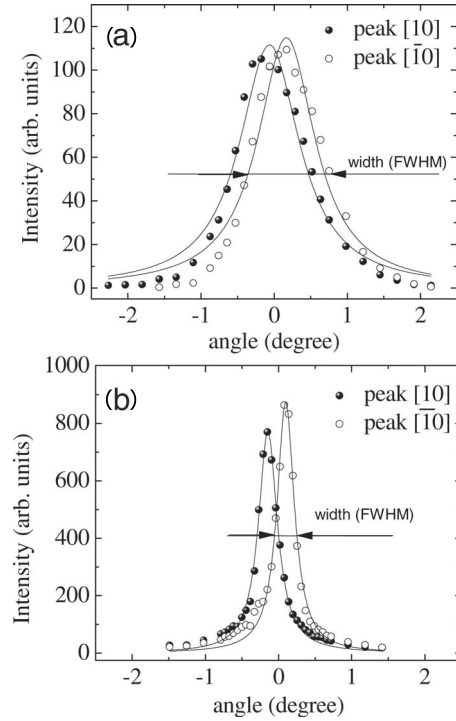 (a)
peak [10]
peak [1̄0]
width (FWHM)
Intensity (arb. units)
120
100
80
60
40
20
0
-2 -1 0 1 2
angle (degree)
(b)
peak [10]
peak [1̄0]
width (FWHM)
Intensity (arb. units)
1000
800
600
400
200
0
-2 -1 0 1 2
angle (degree)